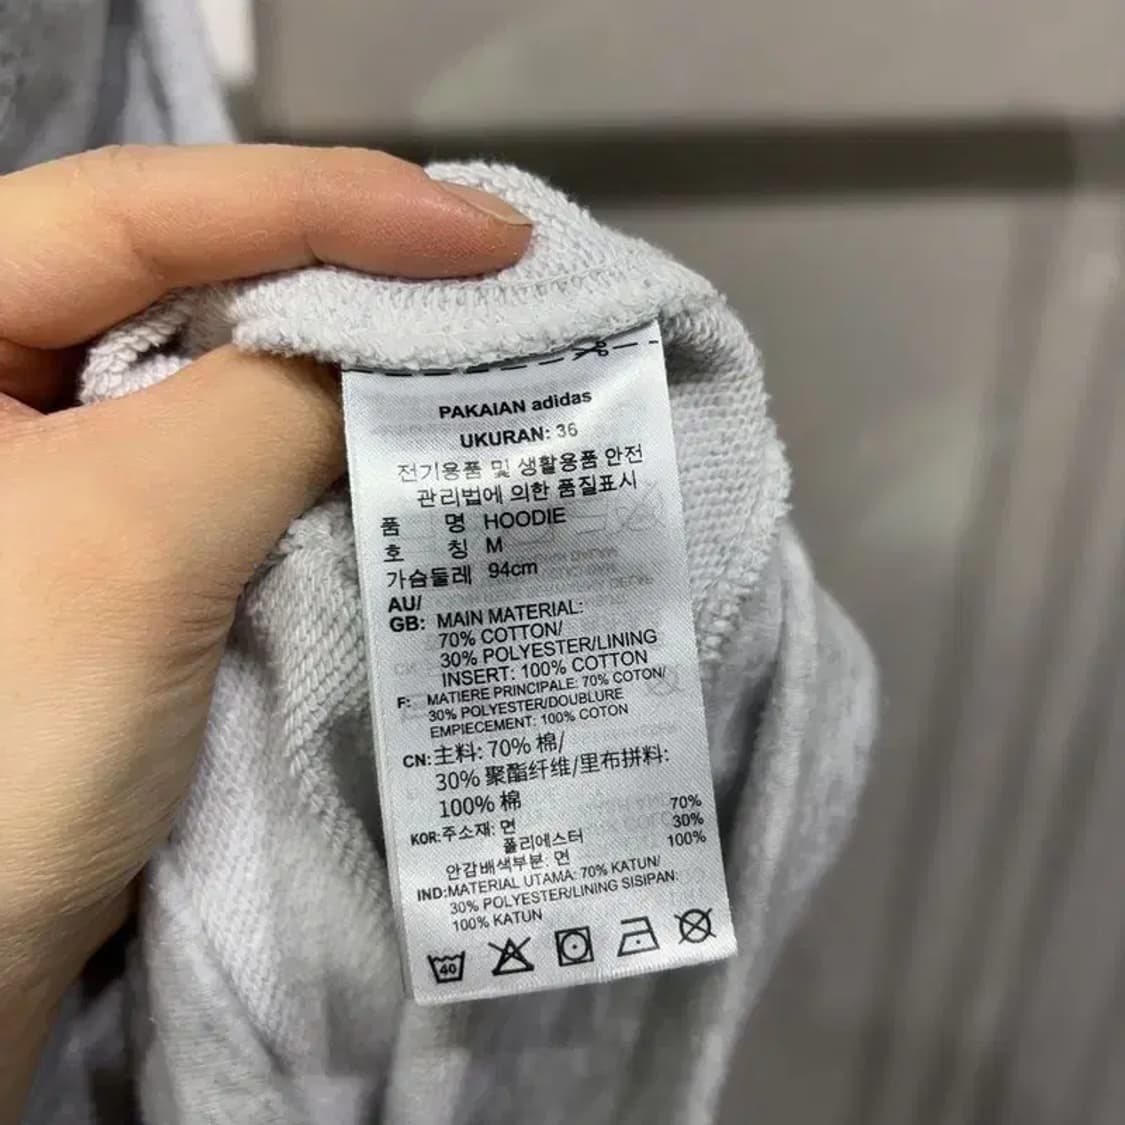 PAKAIAN adidas
UKURAN: 36
전기용품 및 생활용품 안전
관리법에 의한 품질표시
품 명 HOODIE
호 칭 M
가슴둘레 94cm
AU/
GB: MAIN MATERIAL:
70% COTTON/
30% POLYESTER/LINING
INSERT: 100% COTTON
F: MATIERE PRINCIPALE: 70% COTON/
30% POLYESTER/DOUBLURE
EMPIECEMENT: 100% COTON
CN: 主料: 70% 棉/
30% 聚酯纤维/里布拼料:
100% 棉
KOR: 주소재: 면 70%
폴리에스터 30%
안감배색부분: 면 100%
IND: MATERIAL UTAMA: 70% KATUN/
30% POLYESTER/LINING SISIPAN:
100% KATUN
40